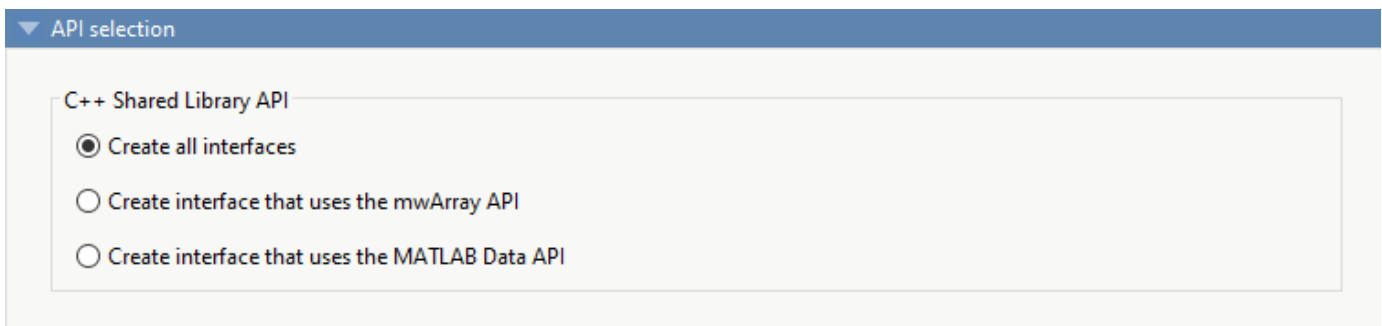 API selection
C++ Shared Library API
Create all interfaces
Create interface that uses the mwArray API
Create interface that uses the MATLAB Data API